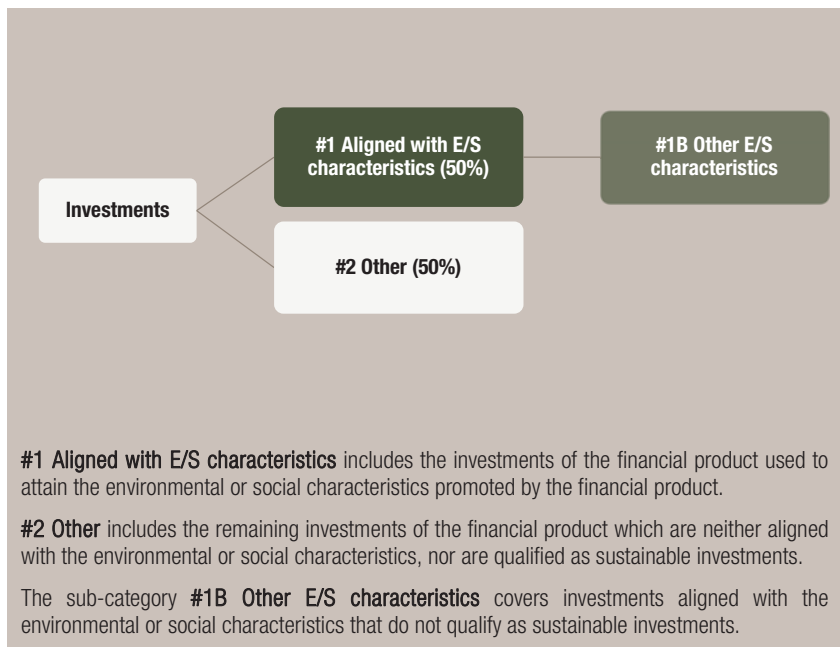 #1 Aligned with E/S
characteristics (50%)
#1B Other E/S
characteristics
Investments
#2 Other (50%)
#1 Aligned with E/S characteristics includes the investments of the financial product used to
attain the environmental or social characteristics promoted by the financial product.
#2 Other includes the remaining investments of the financial product which are neither aligned
with the environmental or social characteristics, nor are qualified as sustainable investments.
The sub-category #1B Other E/S characteristics covers investments aligned with the
environmental or social characteristics that do not qualify as sustainable investments.